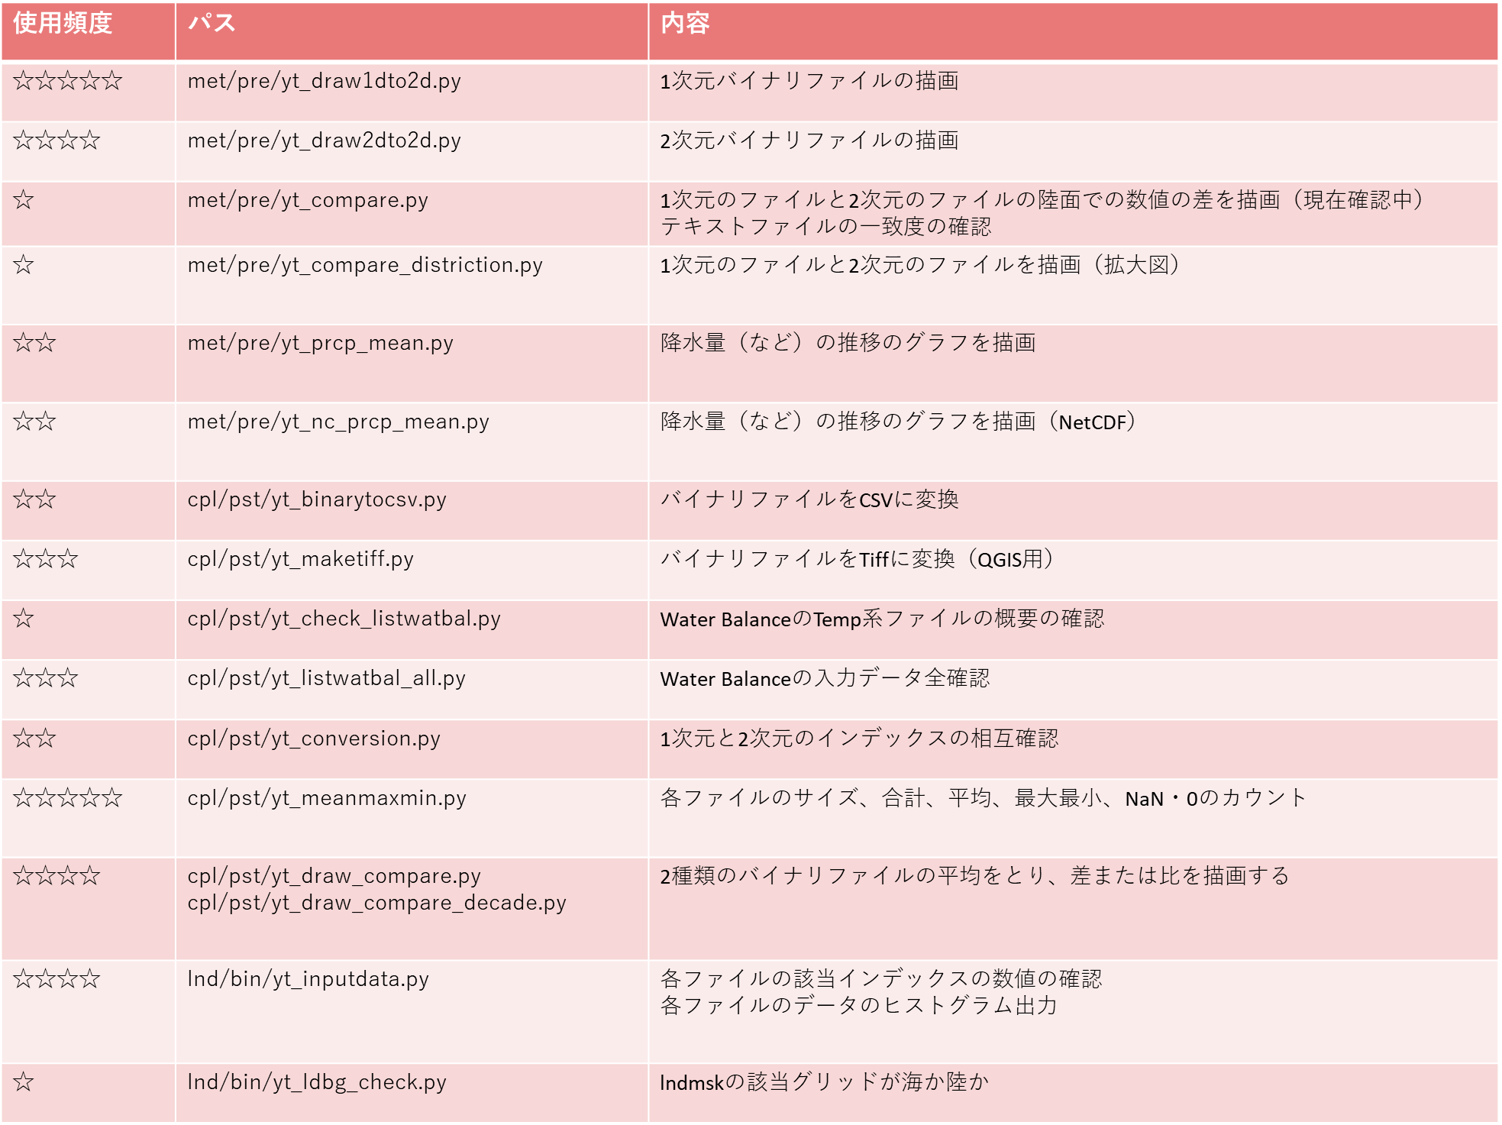 使用頻度 パス 内容
☆☆☆☆☆ met/pre/yt_draw1dto2d.py 1次元バイナリファイルの描画
☆☆☆☆ met/pre/yt_draw2dto2d.py 2次元バイナリファイルの描画
☆ met/pre/yt_compare.py 1次元のファイルと2次元のファイルの陸面での数値の差を描画（現在確認中）
テキストファイルの一致度の確認
☆ met/pre/yt_compare_distriction.py 1次元のファイルと2次元のファイルを描画（拡大図）
☆☆ met/pre/yt_prcp_mean.py 降水量（など）の推移のグラフを描画
☆☆ met/pre/yt_nc_prcp_mean.py 降水量（など）の推移のグラフを描画（NetCDF）
☆☆ cpl/pst/yt_binarytocsv.py バイナリファイルをCSVに変換
☆☆☆ cpl/pst/yt_maketiff.py バイナリファイルをTiffに変換（QGIS用）
☆ cpl/pst/yt_check_listwatbal.py Water BalanceのTemp系ファイルの概要の確認
☆☆☆ cpl/pst/yt_listwatbal_all.py Water Balanceの入力データ全確認
☆☆ cpl/pst/yt_conversion.py 1次元と2次元のインデックスの相互確認
☆☆☆☆☆ cpl/pst/yt_meanmaxmin.py 各ファイルのサイズ、合計、平均、最大最小、NaN・0のカウント
☆☆☆☆ cpl/pst/yt_draw_compare.py 2種類のバイナリファイルの平均をとり、差または比を描画する
cpl/pst/yt_draw_compare_decade.py
☆☆☆☆ lnd/bin/yt_inputdata.py 各ファイルの該当インデックスの数値の確認
各ファイルのデータのヒストグラム出力
☆ lnd/bin/yt_ldbg_check.py lndmskの該当グリッドが海か陸か